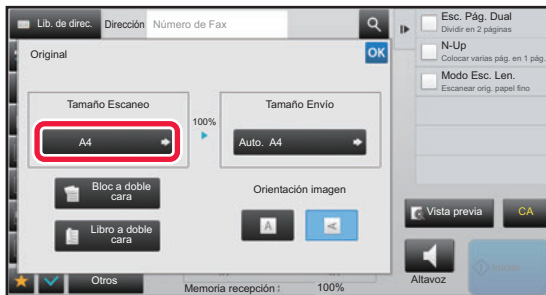 Lib. de direc.
Dirección
Número de Fax
Original
OK
Tamaño Escaneo
100%
Tamaño Envío
A4
Auto. A4
Bloc a doble
cara
Libro a doble
cara
Orientación imagen
A
A
Esc. Pág. Dual
Dividir en 2 páginas
N-Up
Colocar varias pág. en 1 pág.
Modo Esc. Len.
Escanear orig. papel fino
Vista previa
CA
Altavoz
Otros
Memoria recepción :
100%